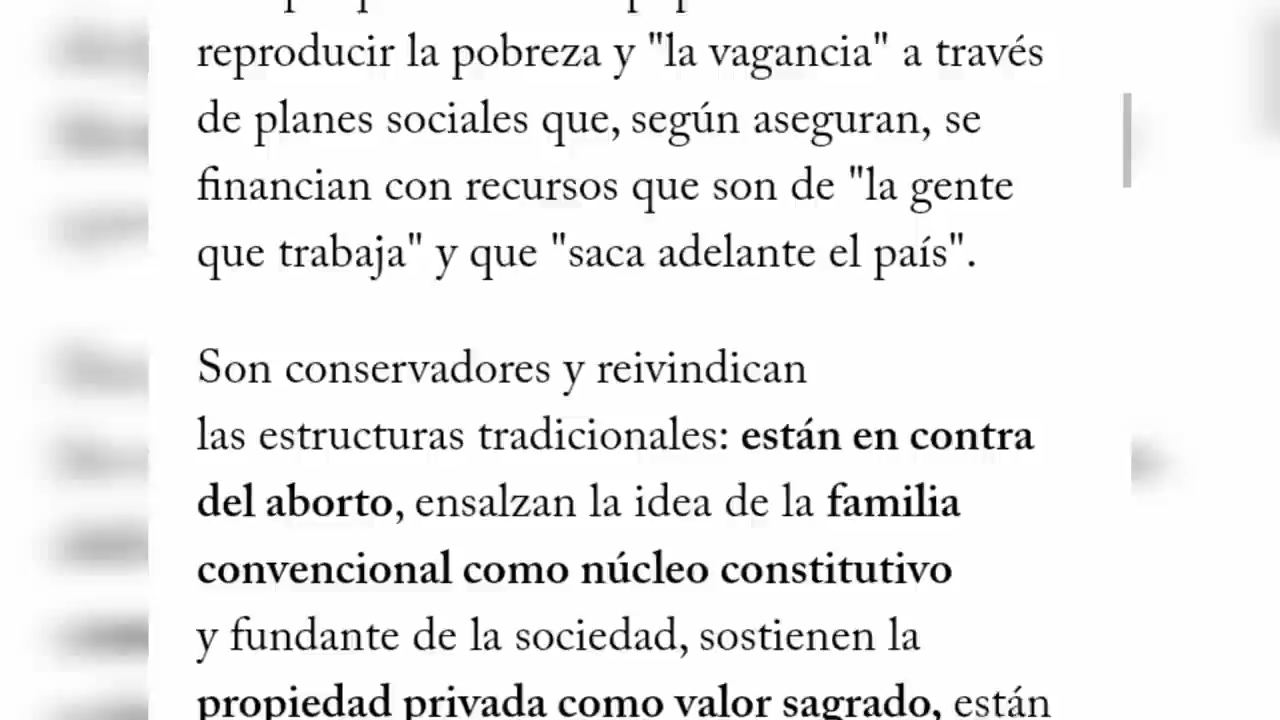 reproducir la pobreza y "la vagancia" a través
de planes sociales que, según aseguran, se
financian con recursos que son de "la gente
que trabaja" y que "saca adelante el país".
Son conservadores y reivindican
las estructuras tradicionales: están en contra
del aborto, ensalzan la idea de la familia
convencional como núcleo constitutivo
y fundante de la sociedad, sostienen la
propiedad privada como valor sagrado, están